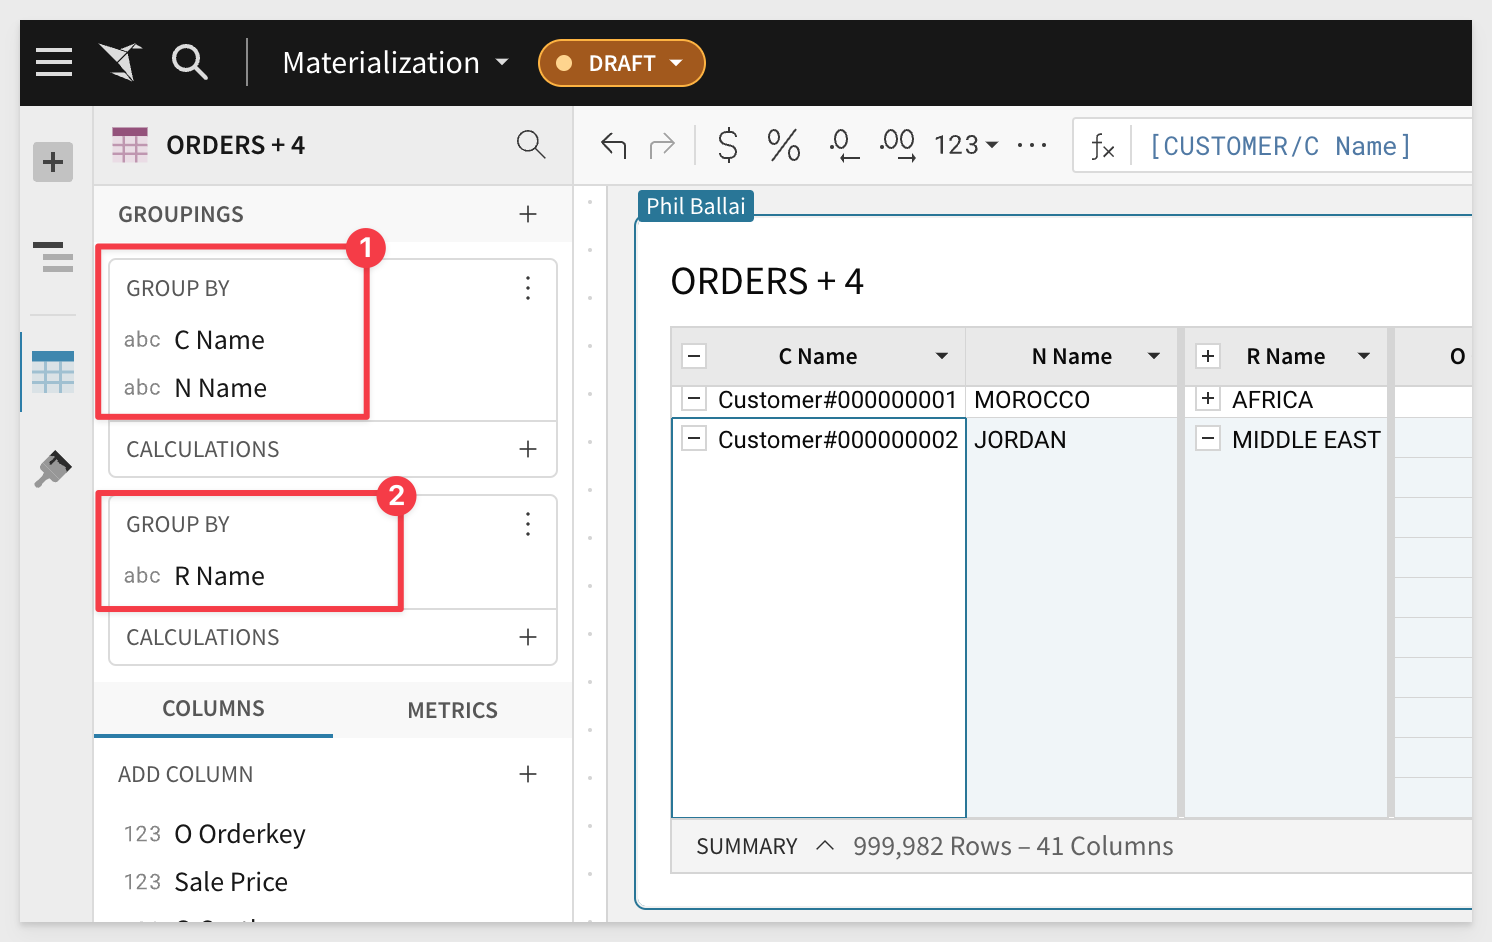 Materialization
DRAFT
ORDERS + 4
$ % .0 .00 123 ...
fx [CUSTOMER/C Name]
GROUPINGS
1
GROUP BY
abc C Name
abc N Name
CALCULATIONS
2
GROUP BY
abc R Name
CALCULATIONS
COLUMNS METRICS
ADD COLUMN
123 O Orderkey
123 Sale Price
Phil Ballai
ORDERS + 4
C Name N Name R Name O
Customer#000000001 MOROCCO AFRICA
Customer#000000002 JORDAN MIDDLE EAST
SUMMARY 999,982 Rows – 41 Columns